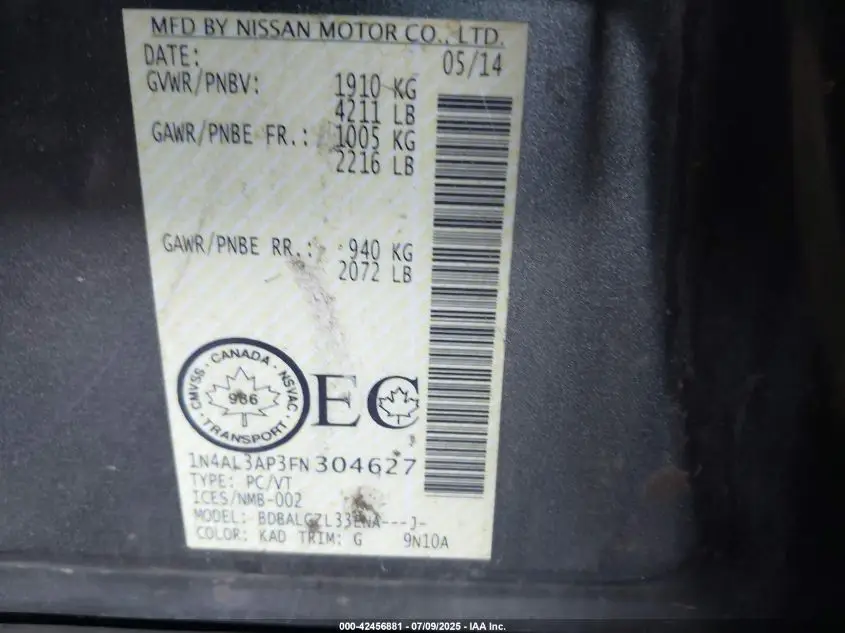 MFD BY NISSAN MOTOR CO., LTD.
DATE: 05/14
GVWR/PNBV: 1910 KG
4211 LB
GAWR/PNBE FR.: 1005 KG
2216 LB
GAWR/PNBE RR.: 940 KG
2072 LB
CANADA · NSVAC · TRANSPORT · CMVSS
966
EC
1N4AL3AP3FN304627
TYPE: PC/VT
ICES/NMB-002
MODEL: J-
COLOR: KAD TRIM: G 9N10A
000-42456881 - 07/09/2025 - IAA Inc.